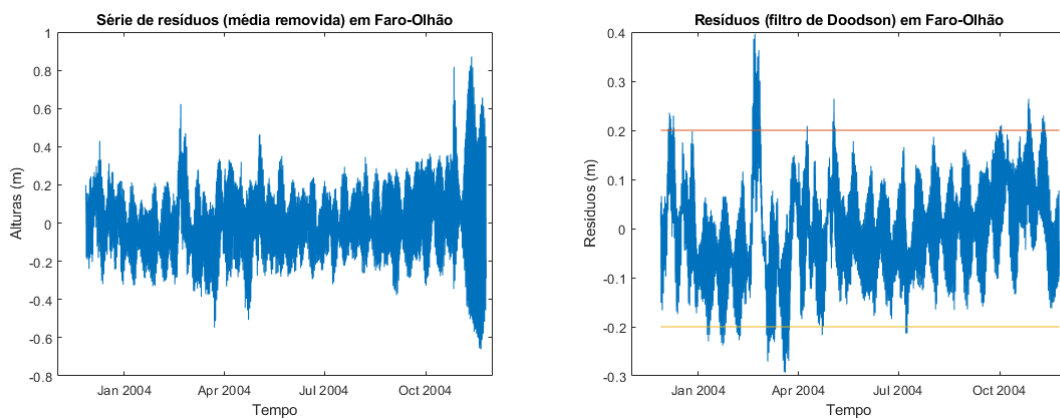 Série de resíduos (média removida) em Faro-Olhão
1
0.8
0.6
0.4
0.2
0
-0.2
-0.4
-0.6
-0.8
Alturas (m)
Jan 2004 Apr 2004 Jul 2004 Oct 2004
Tempo
Resíduos (filtro de Doodson) em Faro-Olhão
0.4
0.3
0.2
0.1
0
-0.1
-0.2
-0.3
Resíduos (m)
Jan 2004 Apr 2004 Jul 2004 Oct 2004
Tempo